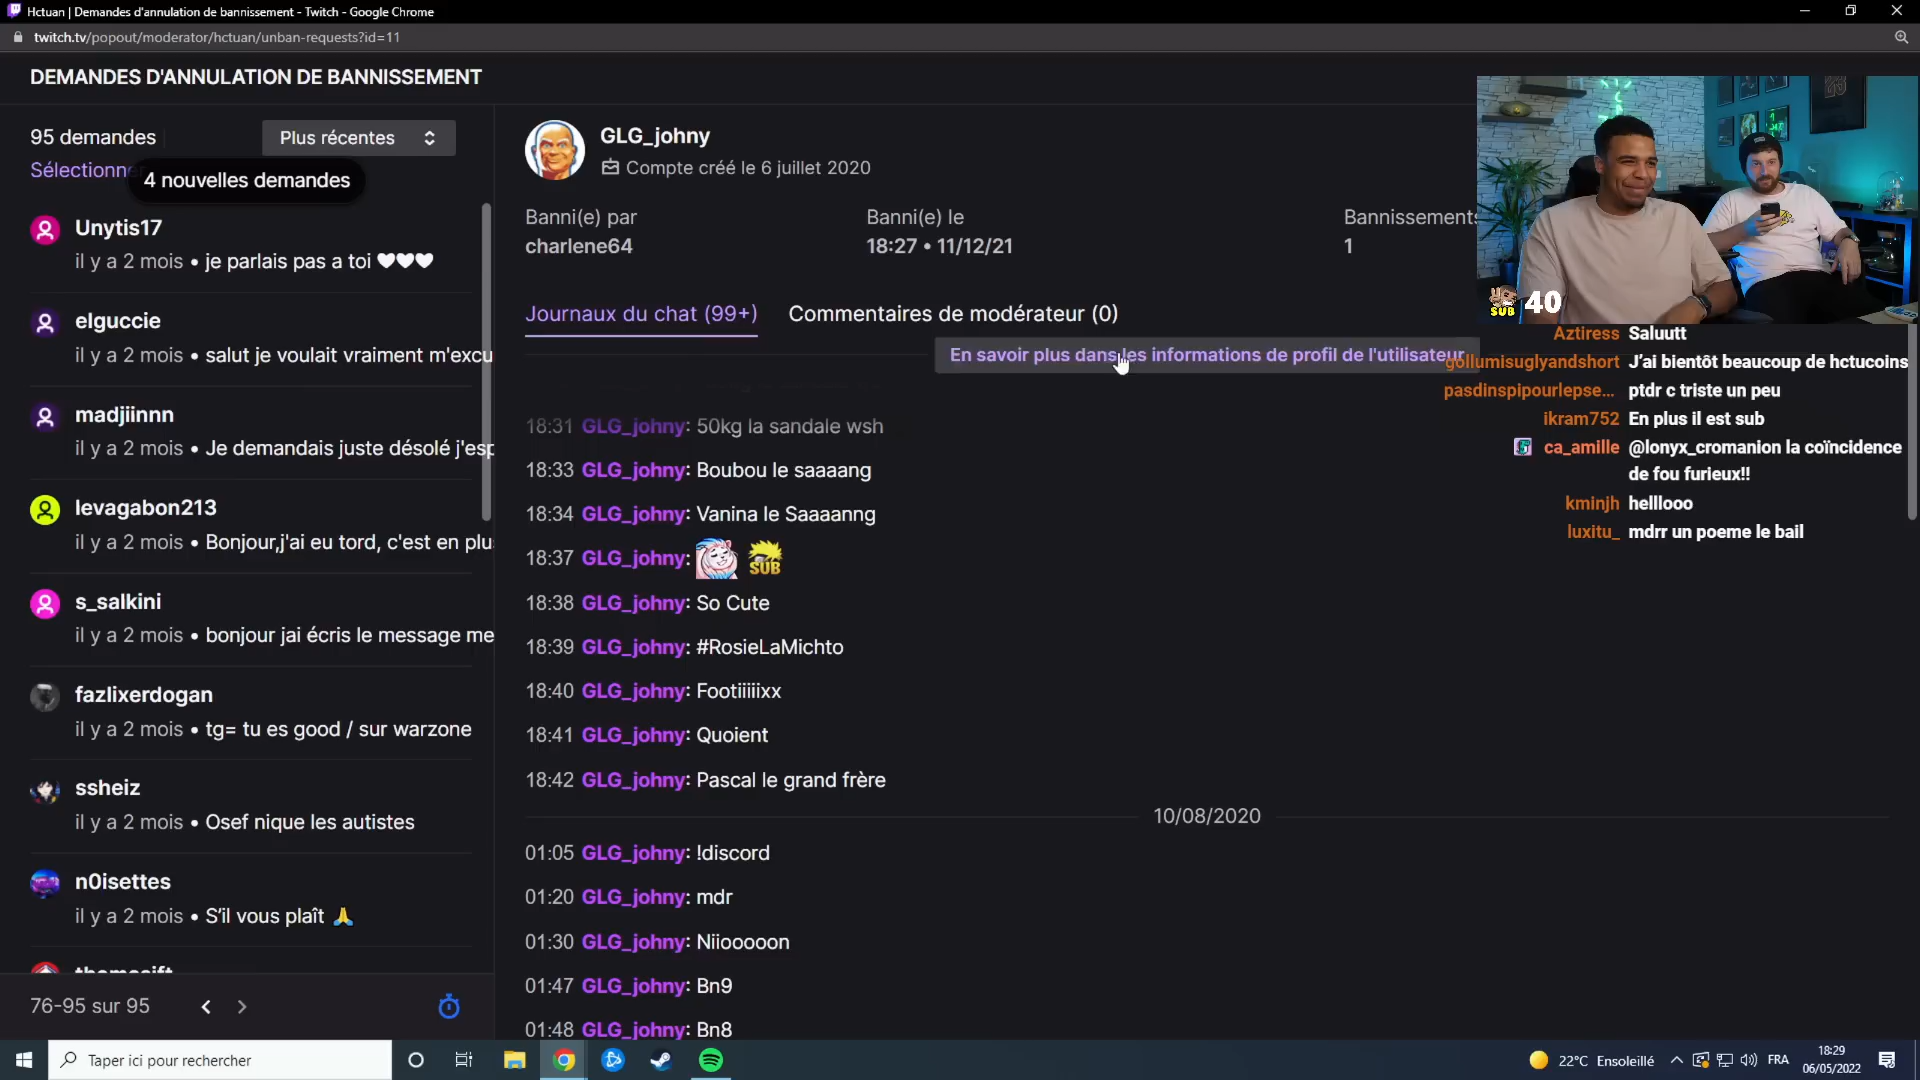 Hctuan | Demandes d'annulation de bannissement - Twitch - Google Chrome
twitch.tv/popout/moderator/hctuan/unban-requests?id=11
DEMANDES D'ANNULATION DE BANNISSEMENT
95 demandes
Plus récentes
Sélectionne
4 nouvelles demandes
Unytis17
il y a 2 mois • je parlais pas a toi 🤍🤍🤍
elguccie
il y a 2 mois • salut je voulait vraiment m'excu
madjiinnn
il y a 2 mois • Je demandais juste désolé j'esp
levagabon213
il y a 2 mois • Bonjour,j'ai eu tord, c'est en plu
s_salkini
il y a 2 mois • bonjour jai écris le message me
fazlixerdogan
il y a 2 mois • tg= tu es good / sur warzone
ssheiz
il y a 2 mois • Osef nique les autistes
n0isettes
il y a 2 mois • S'il vous plaît 🙏
76-95 sur 95
GLG_johny
Compte créé le 6 juillet 2020
Banni(e) par
charlene64
Banni(e) le
18:27 • 11/12/21
Bannissements
1
Journaux du chat (99+)
Commentaires de modérateur (0)
En savoir plus dans les informations de profil de l'utilisateur
18:31 GLG_johny: 50kg la sandale wsh
18:33 GLG_johny: Boubou le saaaang
18:34 GLG_johny: Vanina le Saaaanng
18:37 GLG_johny: SUB
18:38 GLG_johny: So Cute
18:39 GLG_johny: #RosieLaMichto
18:40 GLG_johny: Footiiiiixx
18:41 GLG_johny: Quoient
18:42 GLG_johny: Pascal le grand frère
10/08/2020
01:05 GLG_johny: !discord
01:20 GLG_johny: mdr
01:30 GLG_johny: Niiooooon
01:47 GLG_johny: Bn9
01:48 GLG_johny: Bn8
23
SUB 40
Aztiress Saluutt
gollumisuglyandshort J'ai bientôt beaucoup de hctucoins
pasdinspipourlepse... ptdr c triste un peu
ikram752 En plus il est sub
ca_amille @lonyx_cromanion la coïncidence
de fou furieux!!
kminjh helllooo
luxitu_ mdrr un poeme le bail
Taper ici pour rechercher
22°C Ensoleillé
FRA
18:29
06/05/2022